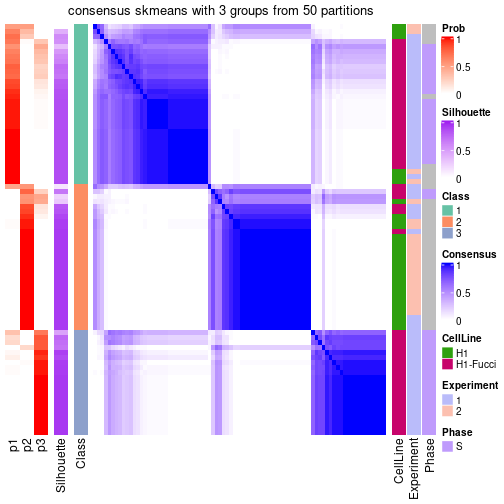 consensus skmeans with 3 groups from 50 partitions
Prob
1
0.5
0
Silhouette
1
0.5
0
Class
1
2
3
Consensus
1
0.5
0
CellLine
H1
H1-Fucci
Experiment
1
2
Phase
S
p1
p2
p3
Silhouette
Class
CellLine
Experiment
Phase